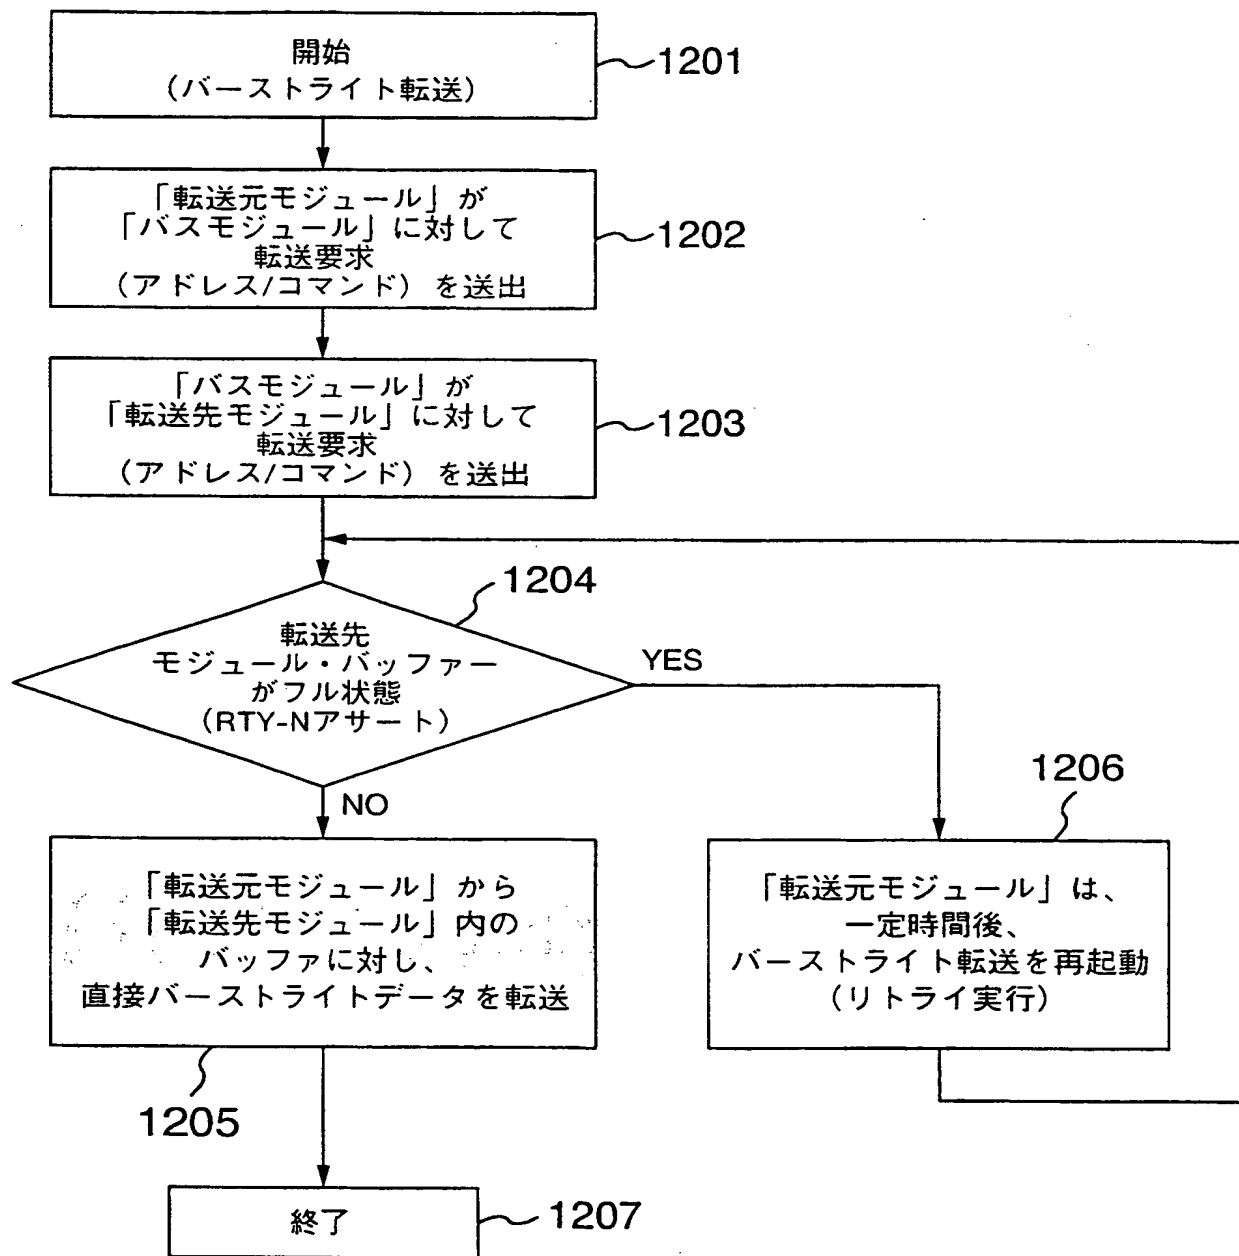 開始
(バーストライト転送)
1201
「転送元モジュール」が
「バスモジュール」に対して
転送要求
(アドレス/コマンド) を送出
1202
「バスモジュール」が
「転送先モジュール」に対して
転送要求
(アドレス/コマンド) を送出
1203
1204
転送先
モジュール・バッファー
がフル状態
(RTY-Nアサート)
YES
NO
1206
「転送元モジュール」から
「転送先モジュール」内の
バッファに対し、
直接バーストライトデータを転送
1205
「転送元モジュール」は、
一定時間後、
バーストライト転送を再起動
(リトライ実行)
終了
1207